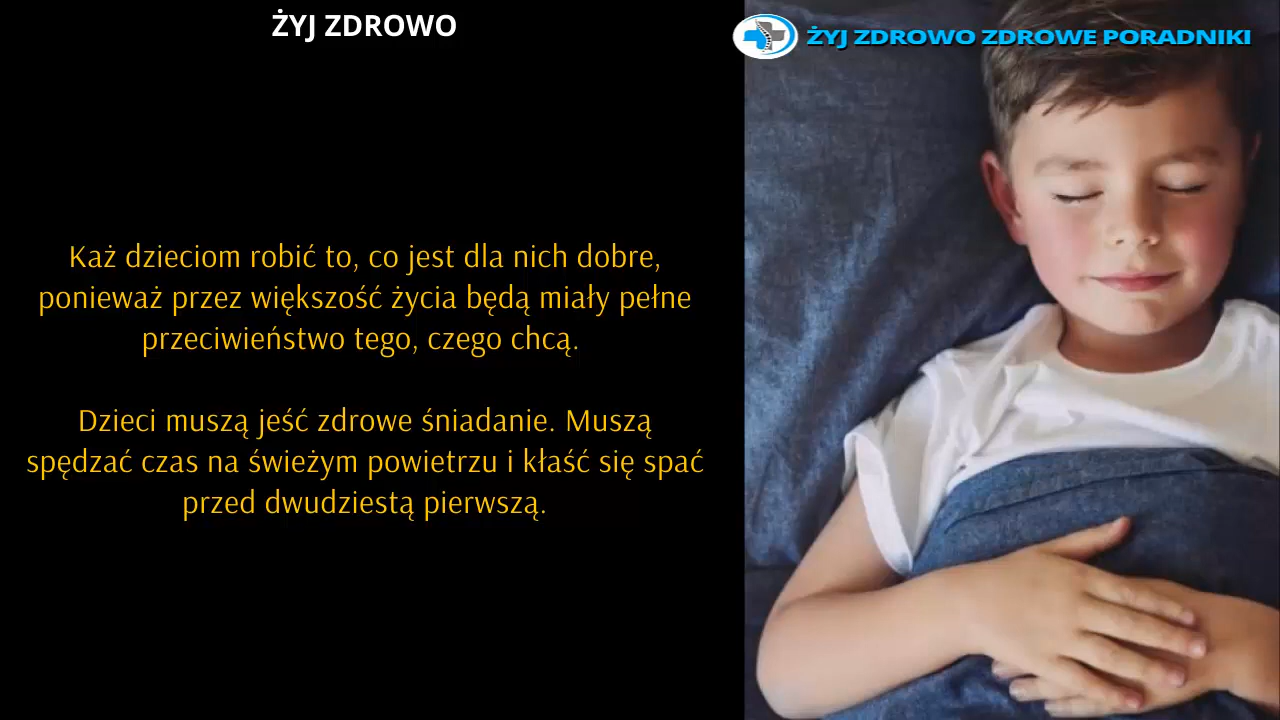 ŻYJ ZDROWO
ŻYJ ZDROWO ZDROWE PORADNIKI
Każ dzieciom robić to, co jest dla nich dobre,
ponieważ przez większość życia będą miały pełne
przeciwieństwo tego, czego chcą.
Dzieci muszą jeść zdrowe śniadanie. Muszą
spędzać czas na świeżym powietrzu i kłaść się spać
przed dwudziestą pierwszą.